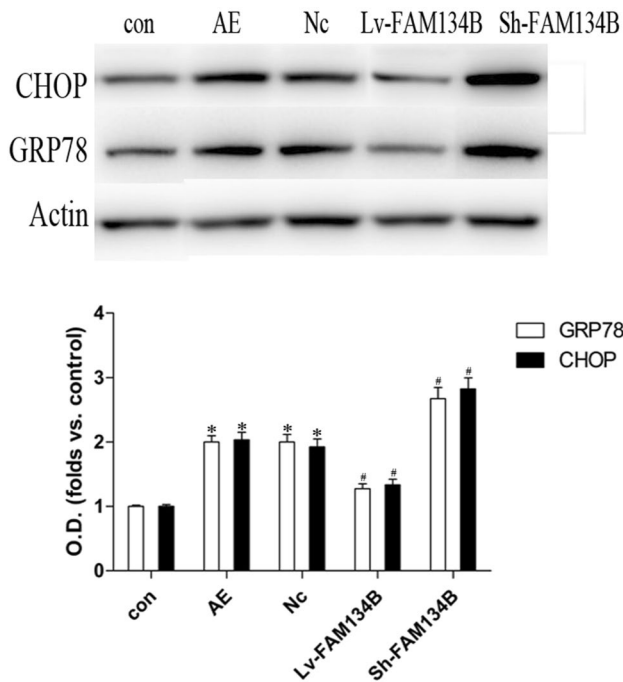 con AE Nc Lv-FAM134B Sh-FAM134B
CHOP
GRP78
Actin
O.D. (folds vs. control)
4
3
2
1
0
* * * * # # # #
con AE Nc Lv-FAM134B Sh-FAM134B
GRP78
CHOP